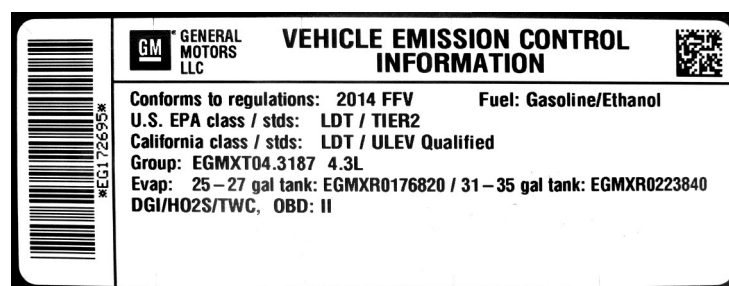 *EG172695*
GM GENERAL
MOTORS
LLC
VEHICLE EMISSION CONTROL
INFORMATION
Conforms to regulations: 2014 FFV Fuel: Gasoline/Ethanol
U.S. EPA class / stds: LDT / TIER2
California class / stds: LDT / ULEV Qualified
Group: EGMXT04.3187 4.3L
Evap: 25–27 gal tank: EGMXR0176820 / 31–35 gal tank: EGMXR0223840
DGI/HO2S/TWC, OBD: II